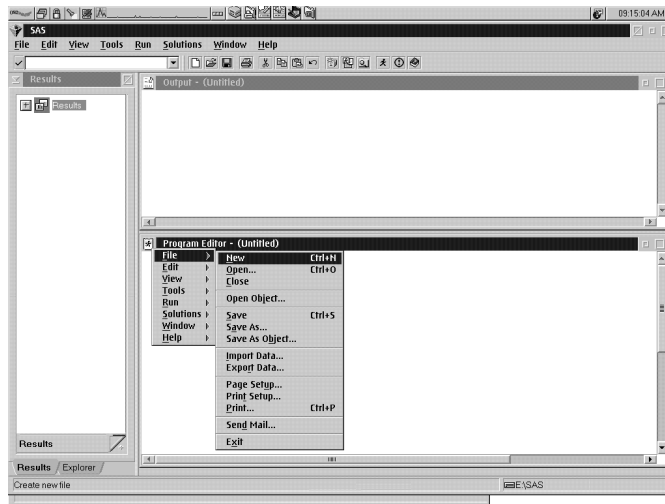 09:15:04 AM
SAS
File Edit View Tools Run Solutions Window Help
Results
Output - (Untitled)
Results
Program Editor - (Untitled)
File
Edit
View
Tools
Run
Solutions
Window
Help
New Ctrl+N
Open... Ctrl+O
Close
Open Object...
Save Ctrl+S
Save As...
Save As Object...
Import Data...
Export Data...
Page Setup...
Print Setup...
Print... Ctrl+P
Send Mail...
Exit
Results
Results Explorer
Create new file E:\SAS